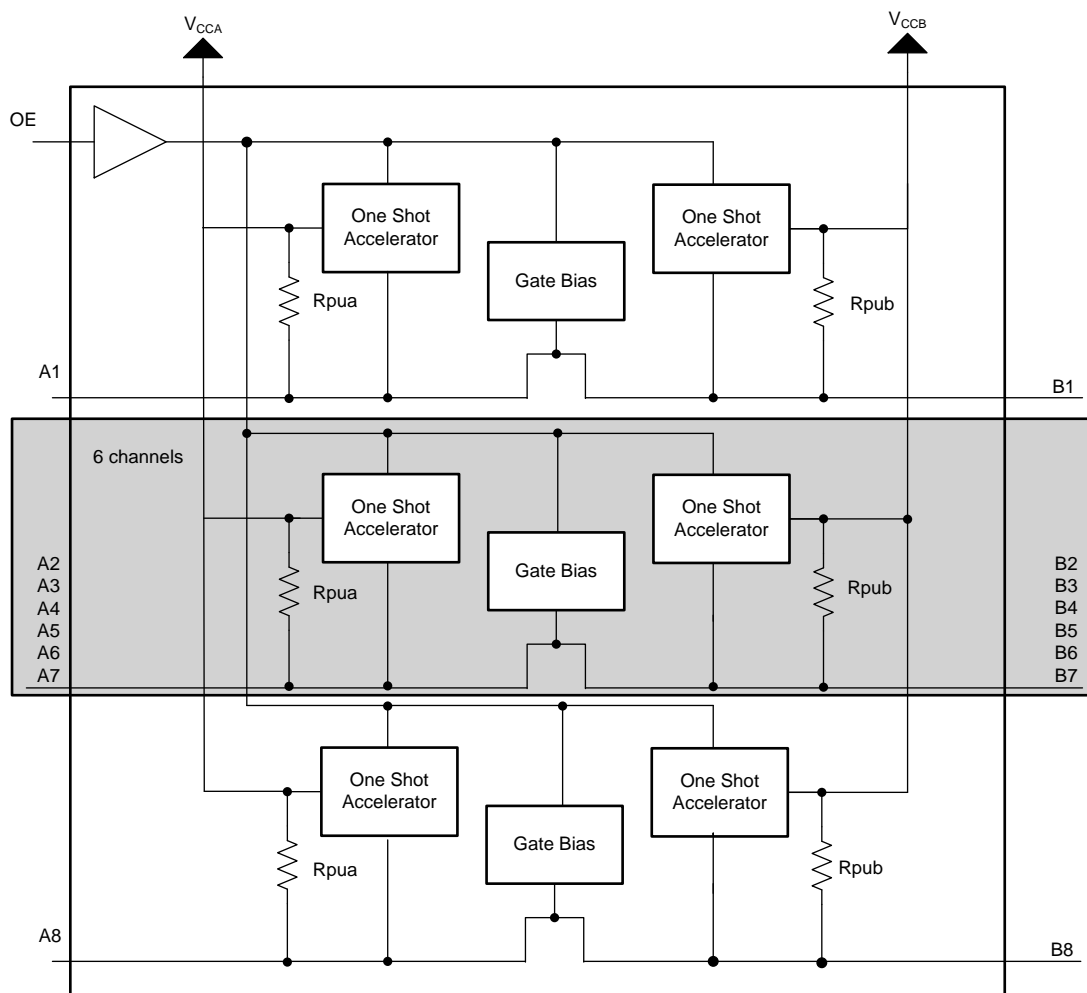 VCCA
VCCB
OE
One Shot
Accelerator
One Shot
Accelerator
Gate Bias
Rpua
Rpub
A1
B1
6 channels
One Shot
Accelerator
One Shot
Accelerator
Gate Bias
Rpua
Rpub
A2
A3
A4
A5
A6
A7
B2
B3
B4
B5
B6
B7
One Shot
Accelerator
One Shot
Accelerator
Gate Bias
Rpua
Rpub
A8
B8